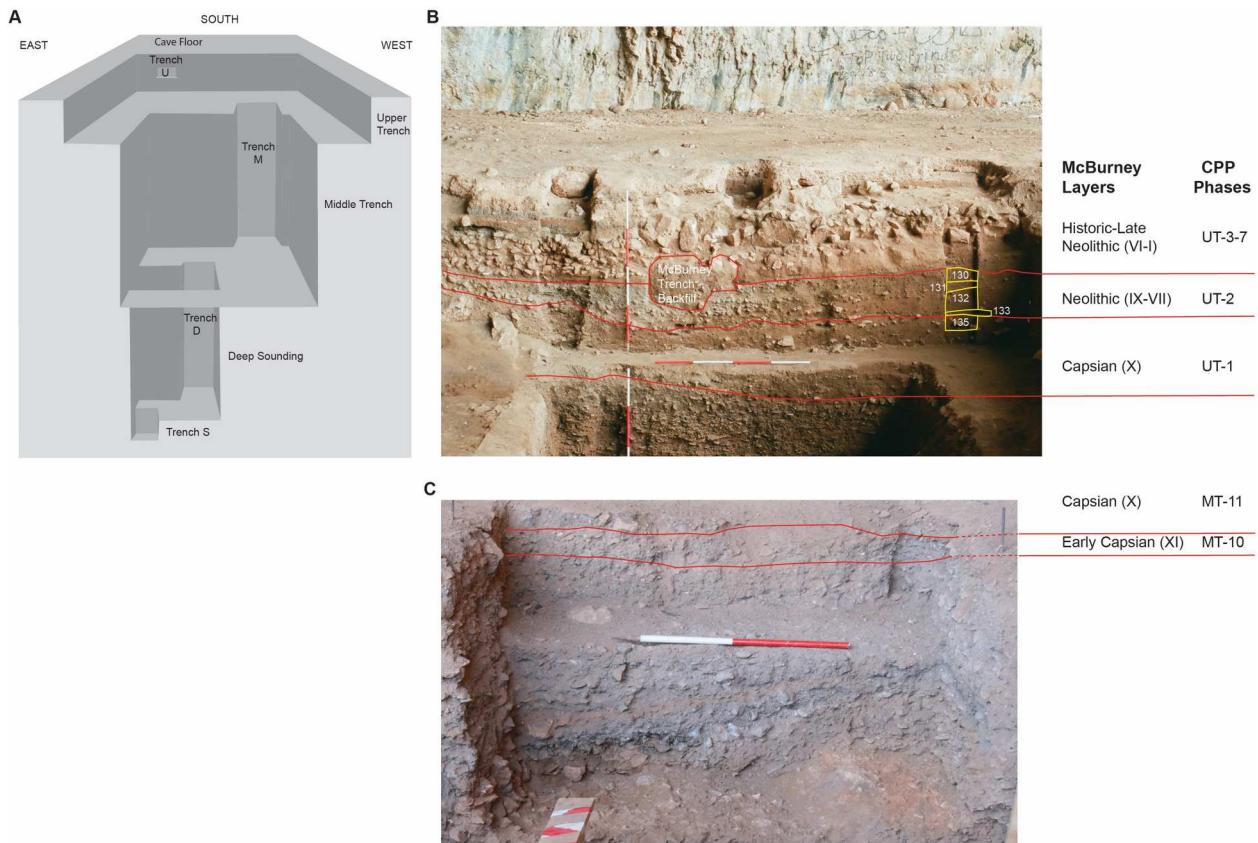 A
SOUTH
EAST
WEST
Cave Floor
Trench
U
Upper
Trench
Trench
M
Middle Trench
Trench
D
Deep Sounding
Trench S
B
McBurney
Trench
Backfill
130
131
132
133
135
McBurney
Layers
CPP
Phases
Historic-Late
Neolithic (VI-I)
UT-3-7
Neolithic (IX-VII)
UT-2
Capsian (X)
UT-1
C
Capsian (X)
MT-11
Early Capsian (XI)
MT-10